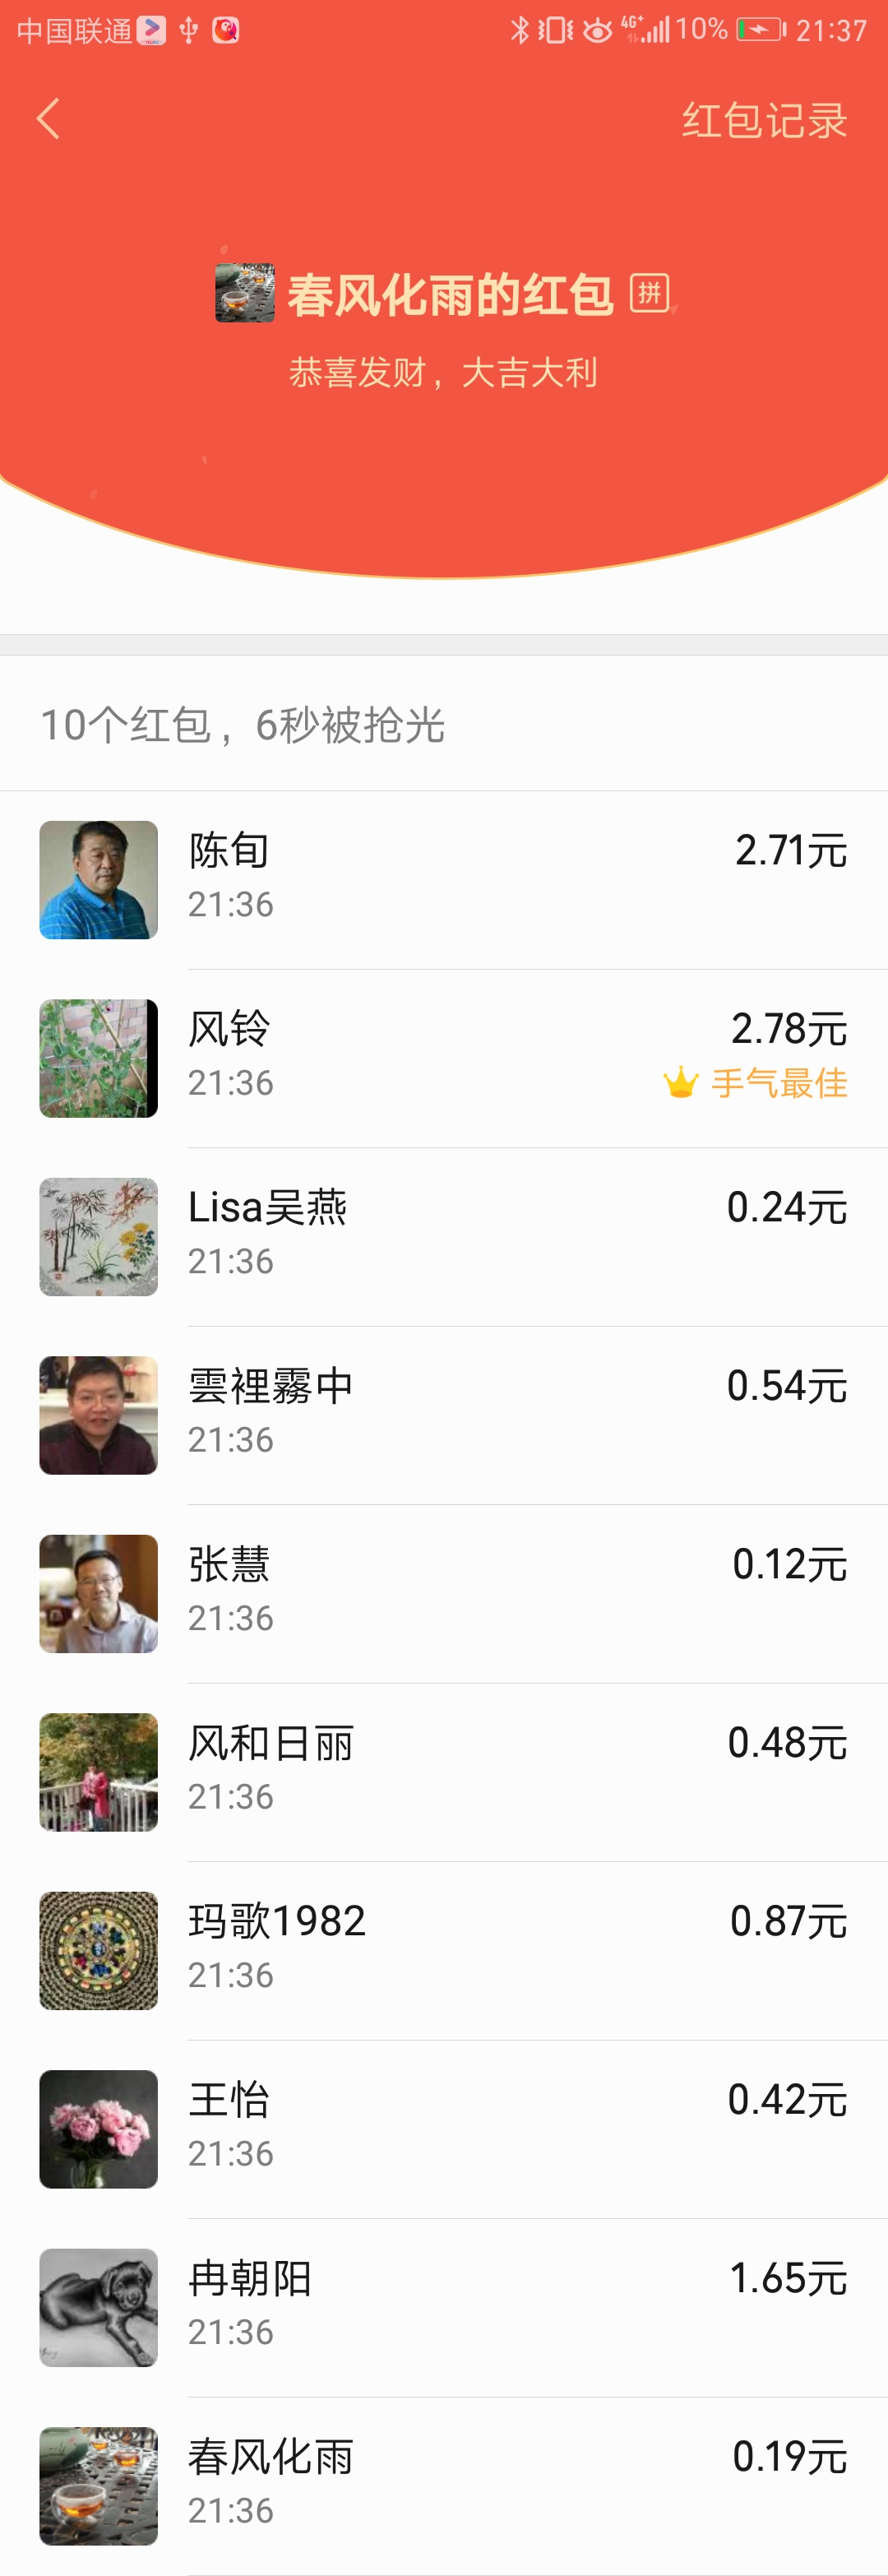 中国联通 4G+ 10% 21:37
红包记录
春风化雨的红包 拼
恭喜发财，大吉大利
10个红包，6秒被抢光
陈旬 2.71元
21:36
风铃 2.78元
21:36 手气最佳
Lisa吴燕 0.24元
21:36
雲裡霧中 0.54元
21:36
张慧 0.12元
21:36
风和日丽 0.48元
21:36
玛歌1982 0.87元
21:36
王怡 0.42元
21:36
冉朝阳 1.65元
21:36
春风化雨 0.19元
21:36